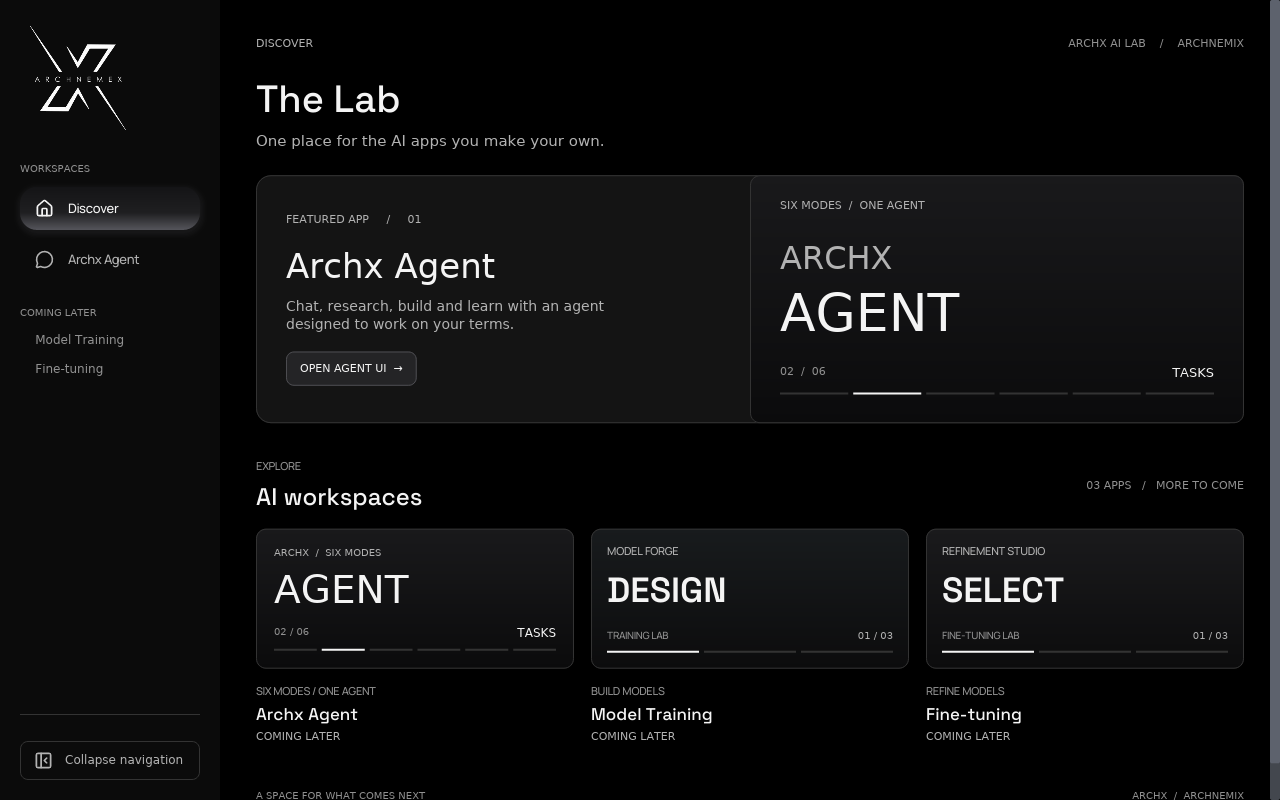 ARCHNEMEX
WORKSPACES
Discover
Archx Agent
COMING LATER
Model Training
Fine-tuning
Collapse navigation
DISCOVER
ARCHX AI LAB / ARCHNEMIX
The Lab
One place for the AI apps you make your own.
FEATURED APP / 01
Archx Agent
Chat, research, build and learn with an agent
designed to work on your terms.
OPEN AGENT UI →
SIX MODES / ONE AGENT
ARCHX
AGENT
02 / 06
TASKS
EXPLORE
AI workspaces
03 APPS / MORE TO COME
ARCHX / SIX MODES
AGENT
02 / 06
TASKS
SIX MODES / ONE AGENT
Archx Agent
COMING LATER
MODEL FORGE
DESIGN
TRAINING LAB
01 / 03
BUILD MODELS
Model Training
COMING LATER
REFINEMENT STUDIO
SELECT
FINE-TUNING LAB
01 / 03
REFINE MODELS
Fine-tuning
COMING LATER
A SPACE FOR WHAT COMES NEXT
ARCHX / ARCHNEMIX